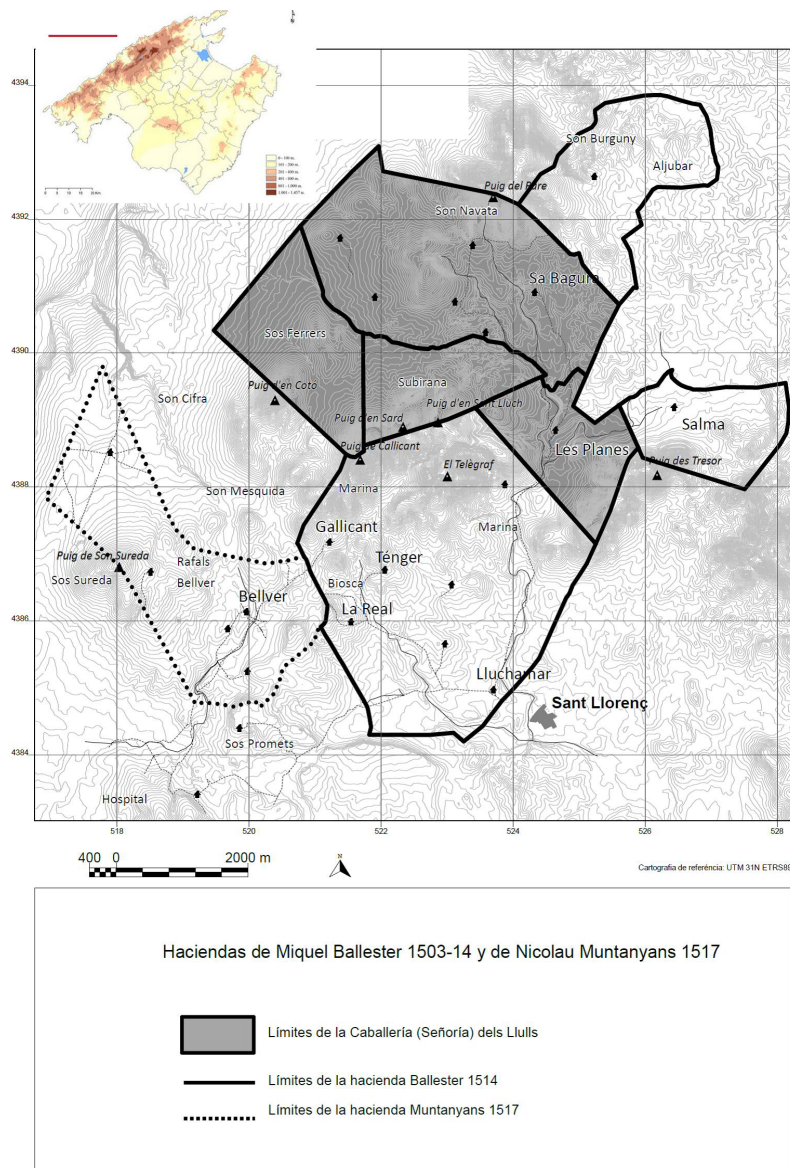 N
4394
4392
4390
4388
4386
4384
Son Burguny
Aljubar
Puig del Pare
Son Navata
Sa Bagura
Sos Ferrers
Subirana
Puig d'en Coto
Son Cifra
Puig d'en Sard
Puig d'en Sant Lluch
Salma
Puig de Callicant
Les Planes
El Telègraf
Puig des Tresor
Son Mesquida
Marina
Marina
Gallicant
Puig de Son Sureda
Sos Sureda
Rafals
Bellver
Ténger
Biosca
Bellver
La Real
Lluchamar
Sant Llorenç
Sos Promets
Hospital
518
520
522
524
526
528
400 0 2000 m
N
Cartografia de referéncia: UTM 31N ETRS89
Haciendas de Miquel Ballester 1503-14 y de Nicolau Muntanyans 1517
Límites de la Caballería (Señoría) dels Llulls
Límites de la hacienda Ballester 1514
Límites de la hacienda Muntanyans 1517